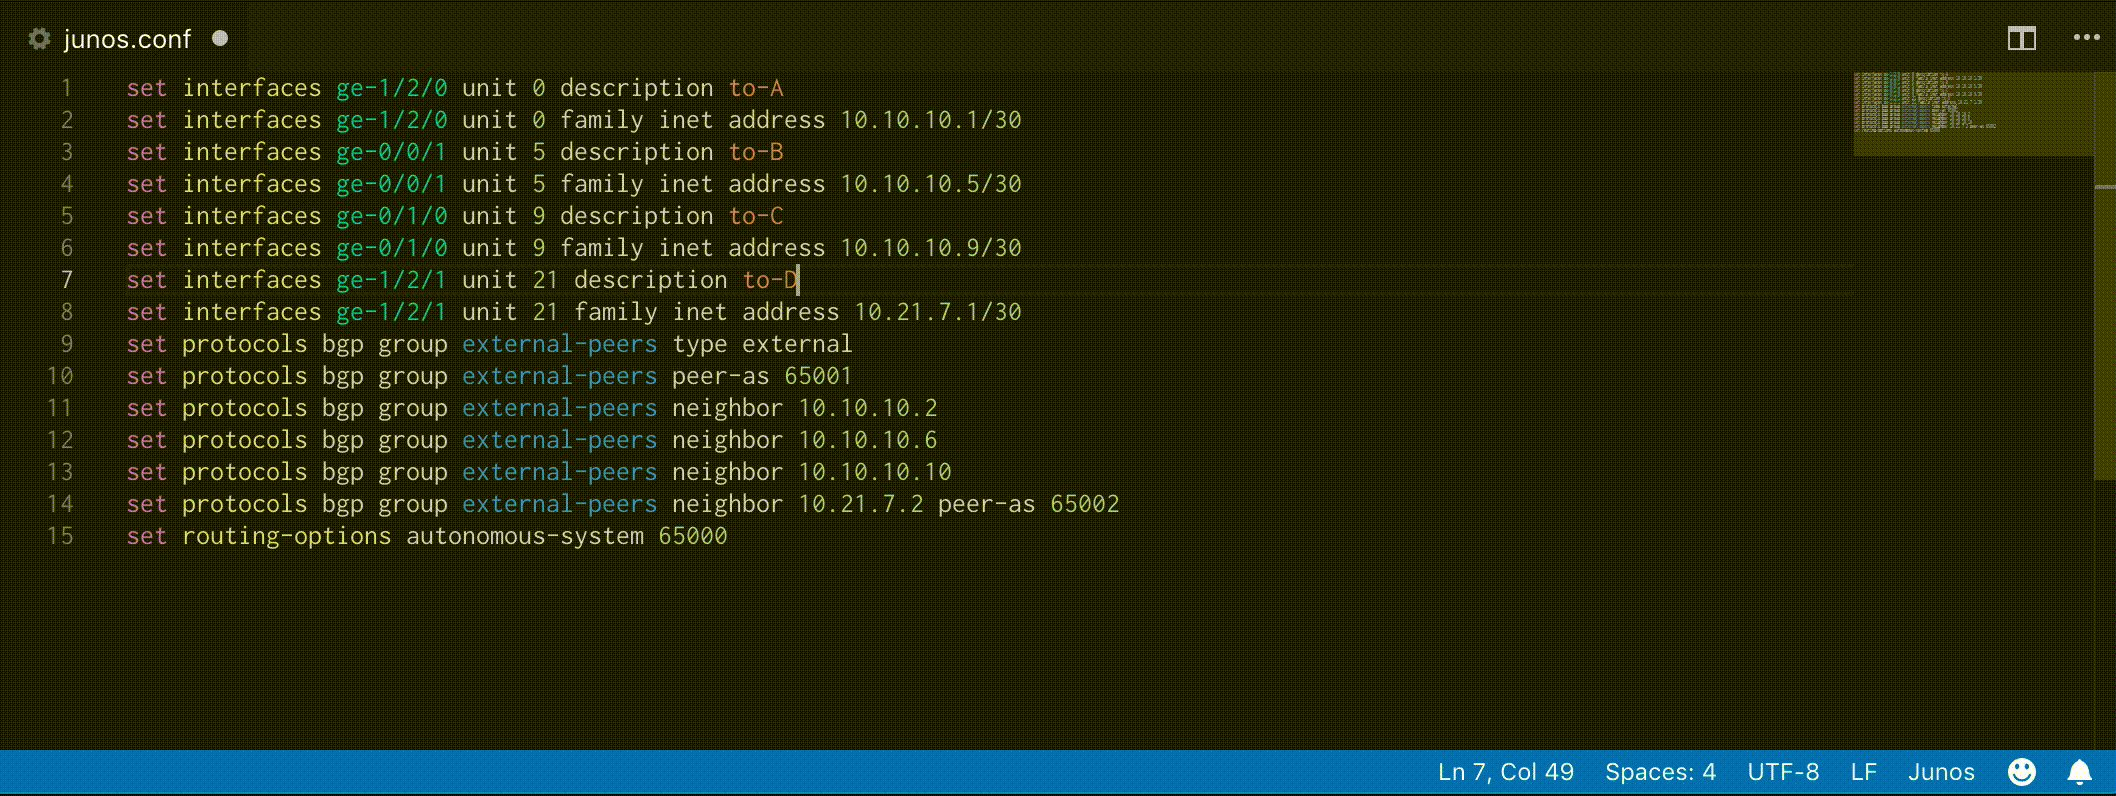 junos.conf
1 set interfaces ge-1/2/0 unit 0 description to-A
2 set interfaces ge-1/2/0 unit 0 family inet address 10.10.10.1/30
3 set interfaces ge-0/0/1 unit 5 description to-B
4 set interfaces ge-0/0/1 unit 5 family inet address 10.10.10.5/30
5 set interfaces ge-0/1/0 unit 9 description to-C
6 set interfaces ge-0/1/0 unit 9 family inet address 10.10.10.9/30
7 set interfaces ge-1/2/1 unit 21 description to-D
8 set interfaces ge-1/2/1 unit 21 family inet address 10.21.7.1/30
9 set protocols bgp group external-peers type external
10 set protocols bgp group external-peers peer-as 65001
11 set protocols bgp group external-peers neighbor 10.10.10.2
12 set protocols bgp group external-peers neighbor 10.10.10.6
13 set protocols bgp group external-peers neighbor 10.10.10.10
14 set protocols bgp group external-peers neighbor 10.21.7.2 peer-as 65002
15 set routing-options autonomous-system 65000
Ln 7, Col 49 Spaces: 4 UTF-8 LF Junos